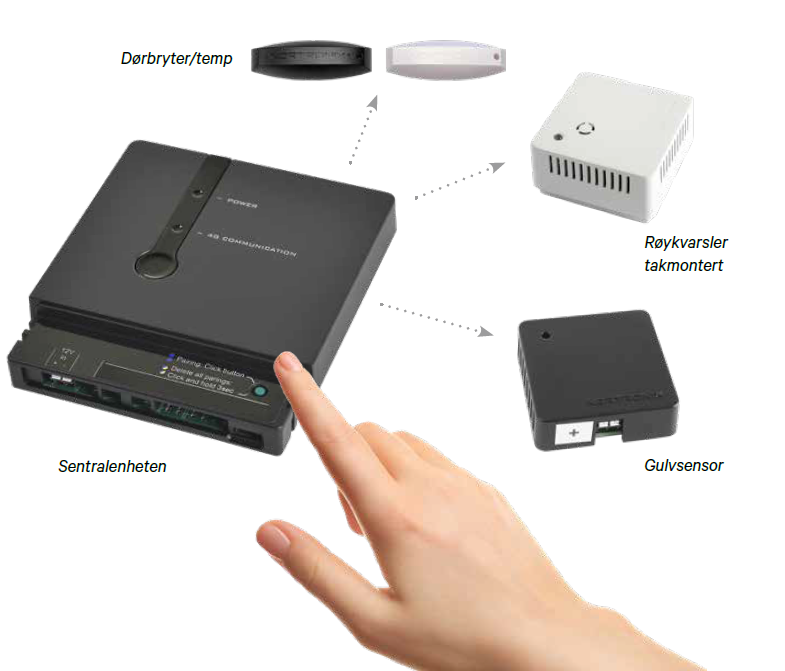 Dørbryter/temp
POWER
4G COMMUNICATION
Røykvarsler
takmontert
12V
Pairing: Click button
Delete all pairings:
Click and hold 3sec
+
Sentralenheten
Gulvsensor